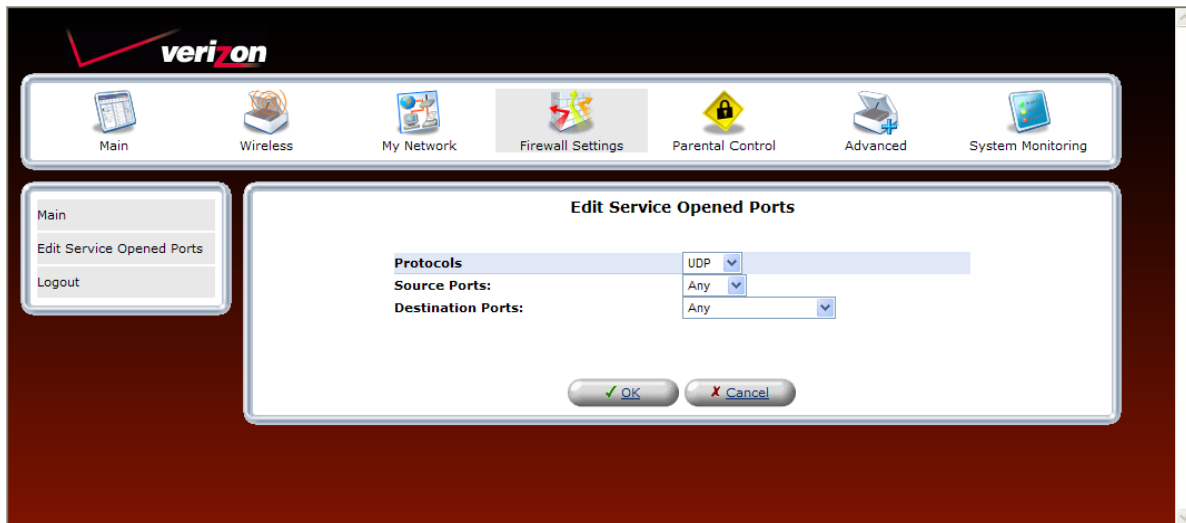 verizon
Main Wireless My Network Firewall Settings Parental Control Advanced System Monitoring
Main
Edit Service Opened Ports
Logout
Edit Service Opened Ports
Protocols UDP
Source Ports: Any
Destination Ports: Any
OK Cancel